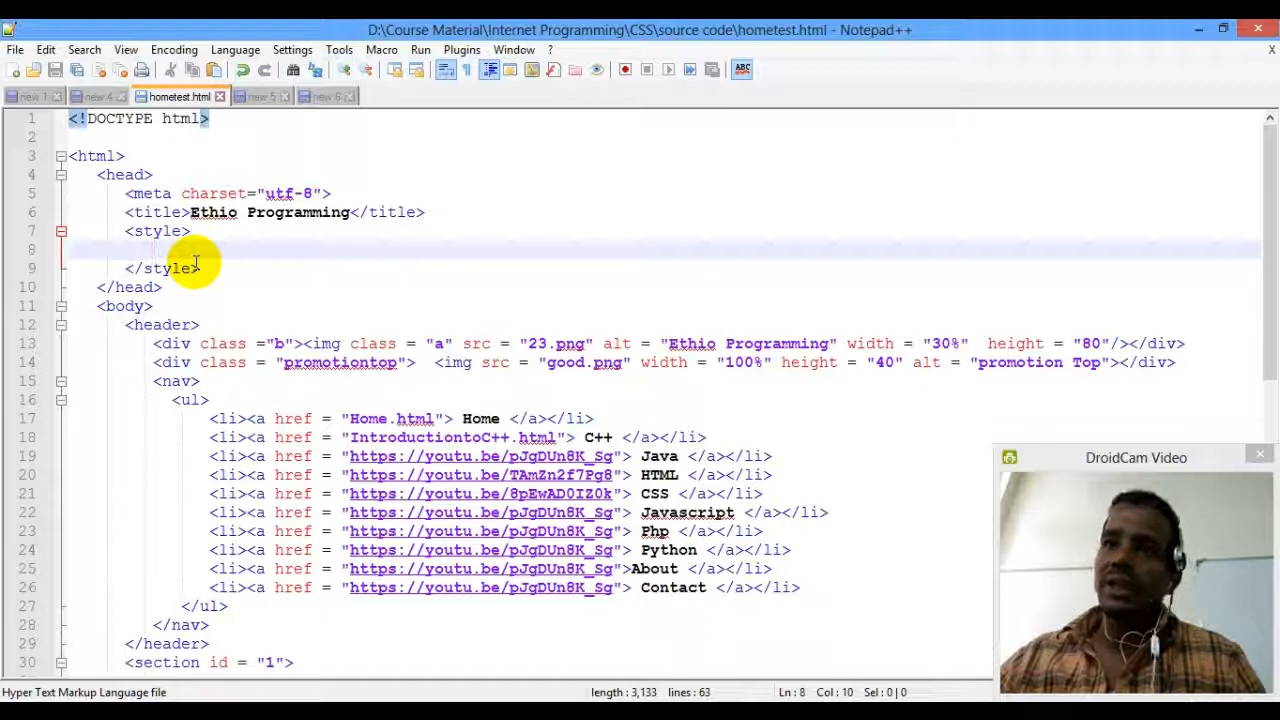 D:\Course Material\Internet Programming\CSS\source code\hometest.html - Notepad++
File Edit Search View Encoding Language Settings Tools Macro Run Plugins Window ? X
ABC
new 1 new 4 hometest.html new 5 new 6
1 <!DOCTYPE html>
2
3 <html>
4 <head>
5 <meta charset="utf-8">
6 <title>Ethio Programming</title>
7 <style>
8
9 </style>
10 </head>
11 <body>
12 <header>
13 <div class ="b"><img class = "a" src = "23.png" alt = "Ethio Programming" width = "30%"  height = "80"/></div>
14 <div class = "promotiontop">  <img src = "good.png" width = "100%" height = "40" alt = "promotion Top"></div>
15 <nav>
16 <ul>
17 <li><a href = "Home.html"> Home </a></li>
18 <li><a href = "IntroductiontoC++.html"> C++ </a></li>
19 <li><a href = "https://youtu.be/pJgDUn8K_Sg"> Java </a></li>
20 <li><a href = "https://youtu.be/TAmZn2f7Pg8"> HTML </a></li>
21 <li><a href = "https://youtu.be/8pEwAD0IZ0k"> CSS </a></li>
22 <li><a href = "https://youtu.be/pJgDUn8K_Sg"> Javascript </a></li>
23 <li><a href = "https://youtu.be/pJgDUn8K_Sg"> Php </a></li>
24 <li><a href = "https://youtu.be/pJgDUn8K_Sg"> Python </a></li>
25 <li><a href = "https://youtu.be/pJgDUn8K_Sg">About </a></li>
26 <li><a href = "https://youtu.be/pJgDUn8K_Sg"> Contact </a></li>
27 </ul>
28 </nav>
29 </header>
30 <section id = "1">
DroidCam Video
Hyper Text Markup Language file length : 3,133 lines : 63 Ln : 8 Col : 10 Sel : 0 | 0